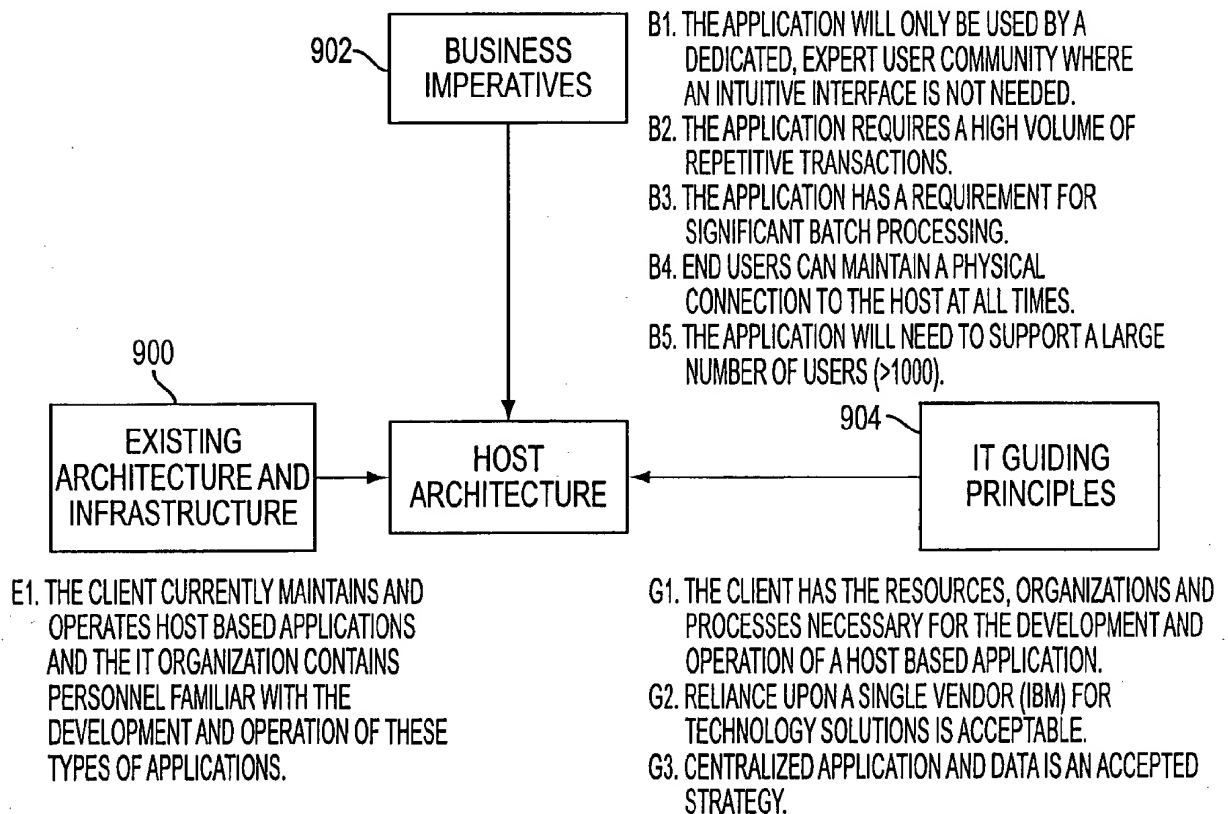 902
BUSINESS
IMPERATIVES
B1. THE APPLICATION WILL ONLY BE USED BY A
DEDICATED, EXPERT USER COMMUNITY WHERE
AN INTUITIVE INTERFACE IS NOT NEEDED.
B2. THE APPLICATION REQUIRES A HIGH VOLUME OF
REPETITIVE TRANSACTIONS.
B3. THE APPLICATION HAS A REQUIREMENT FOR
SIGNIFICANT BATCH PROCESSING.
B4. END USERS CAN MAINTAIN A PHYSICAL
CONNECTION TO THE HOST AT ALL TIMES.
B5. THE APPLICATION WILL NEED TO SUPPORT A LARGE
NUMBER OF USERS (>1000).
900
EXISTING
ARCHITECTURE AND
INFRASTRUCTURE
HOST
ARCHITECTURE
904
IT GUIDING
PRINCIPLES
E1. THE CLIENT CURRENTLY MAINTAINS AND
OPERATES HOST BASED APPLICATIONS
AND THE IT ORGANIZATION CONTAINS
PERSONNEL FAMILIAR WITH THE
DEVELOPMENT AND OPERATION OF THESE
TYPES OF APPLICATIONS.
G1. THE CLIENT HAS THE RESOURCES, ORGANIZATIONS AND
PROCESSES NECESSARY FOR THE DEVELOPMENT AND
OPERATION OF A HOST BASED APPLICATION.
G2. RELIANCE UPON A SINGLE VENDOR (IBM) FOR
TECHNOLOGY SOLUTIONS IS ACCEPTABLE.
G3. CENTRALIZED APPLICATION AND DATA IS AN ACCEPTED
STRATEGY.